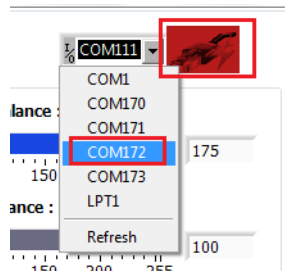 I/O COM111
COM1
COM170
lance :
COM171
COM172 175
150 COM173
ance : LPT1
Refresh 100
150 200 255